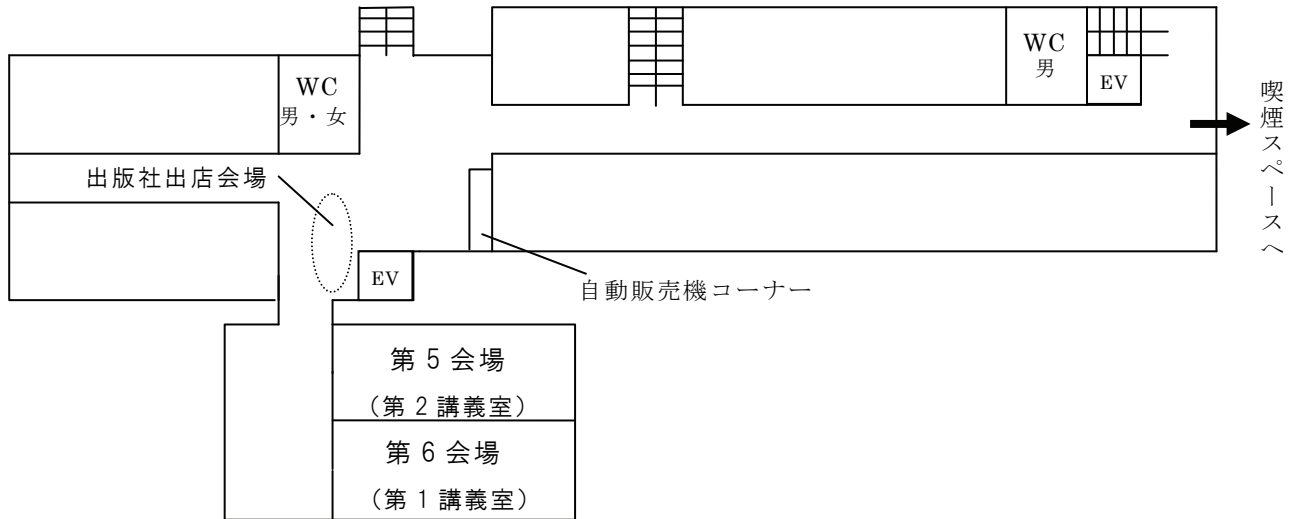 WC
男・女
WC
男
EV
喫煙スペースへ
出版社出店会場
EV
自動販売機コーナー
第５会場
（第２講義室）
第６会場
（第１講義室）